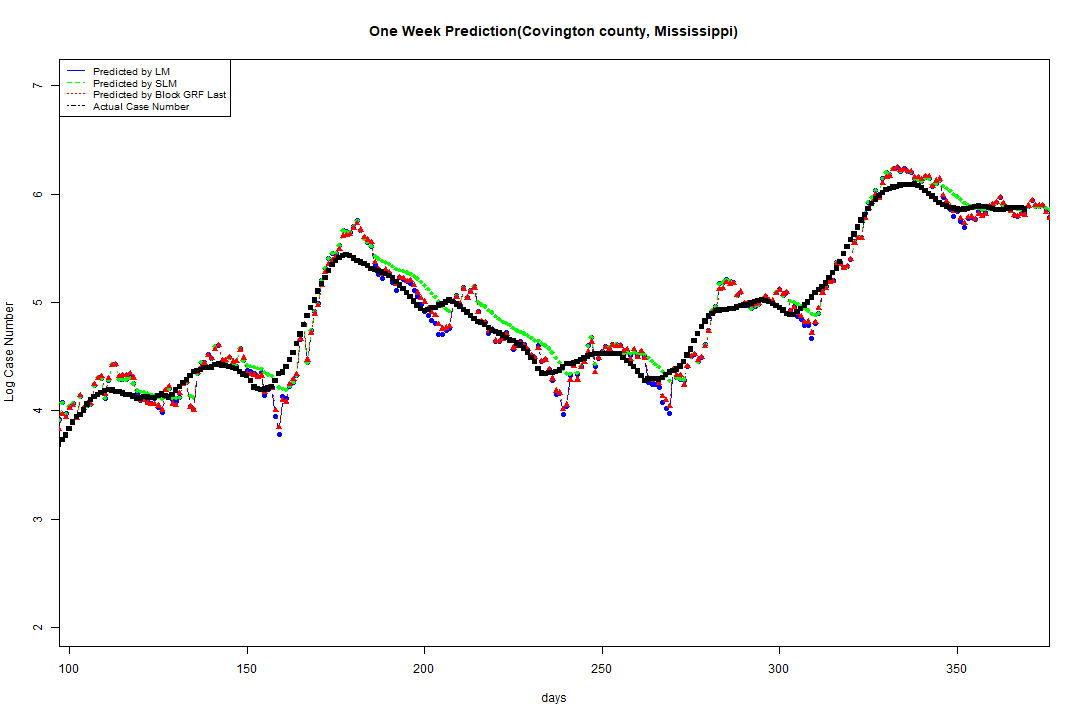 One Week Prediction(Covington county, Mississippi)
Predicted by LM
Predicted by SLM
Predicted by Block GRF Last
Actual Case Number
7
6
5
4
3
2
Log Case Number
100 150 200 250 300 350
days